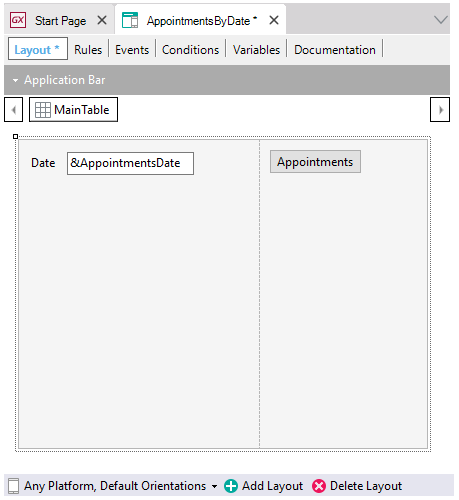 GX Start Page AppointmentsByDate *
Layout * Rules Events Conditions Variables Documentation
Application Bar
MainTable
Date &AppointmentsDate Appointments
Any Platform, Default Orientations Add Layout Delete Layout